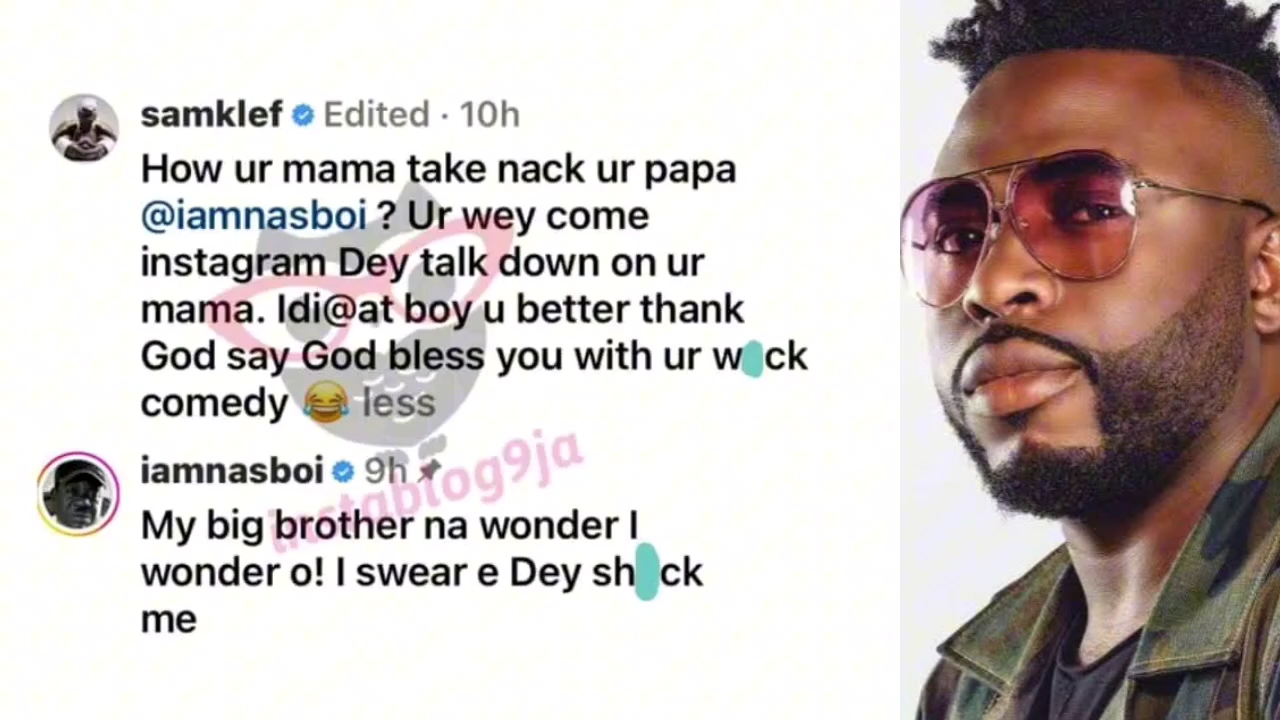 samklef Edited · 10h
How ur mama take nack ur papa
@iamnasboi ? Ur wey come
instagram Dey talk down on ur
mama. Idi@at boy u better thank
God say God bless you with ur w ck
comedy 😂 less
iamnasboi 9h
My big brother na wonder I
wonder o! I swear e Dey sh ck
me
instablog9ja